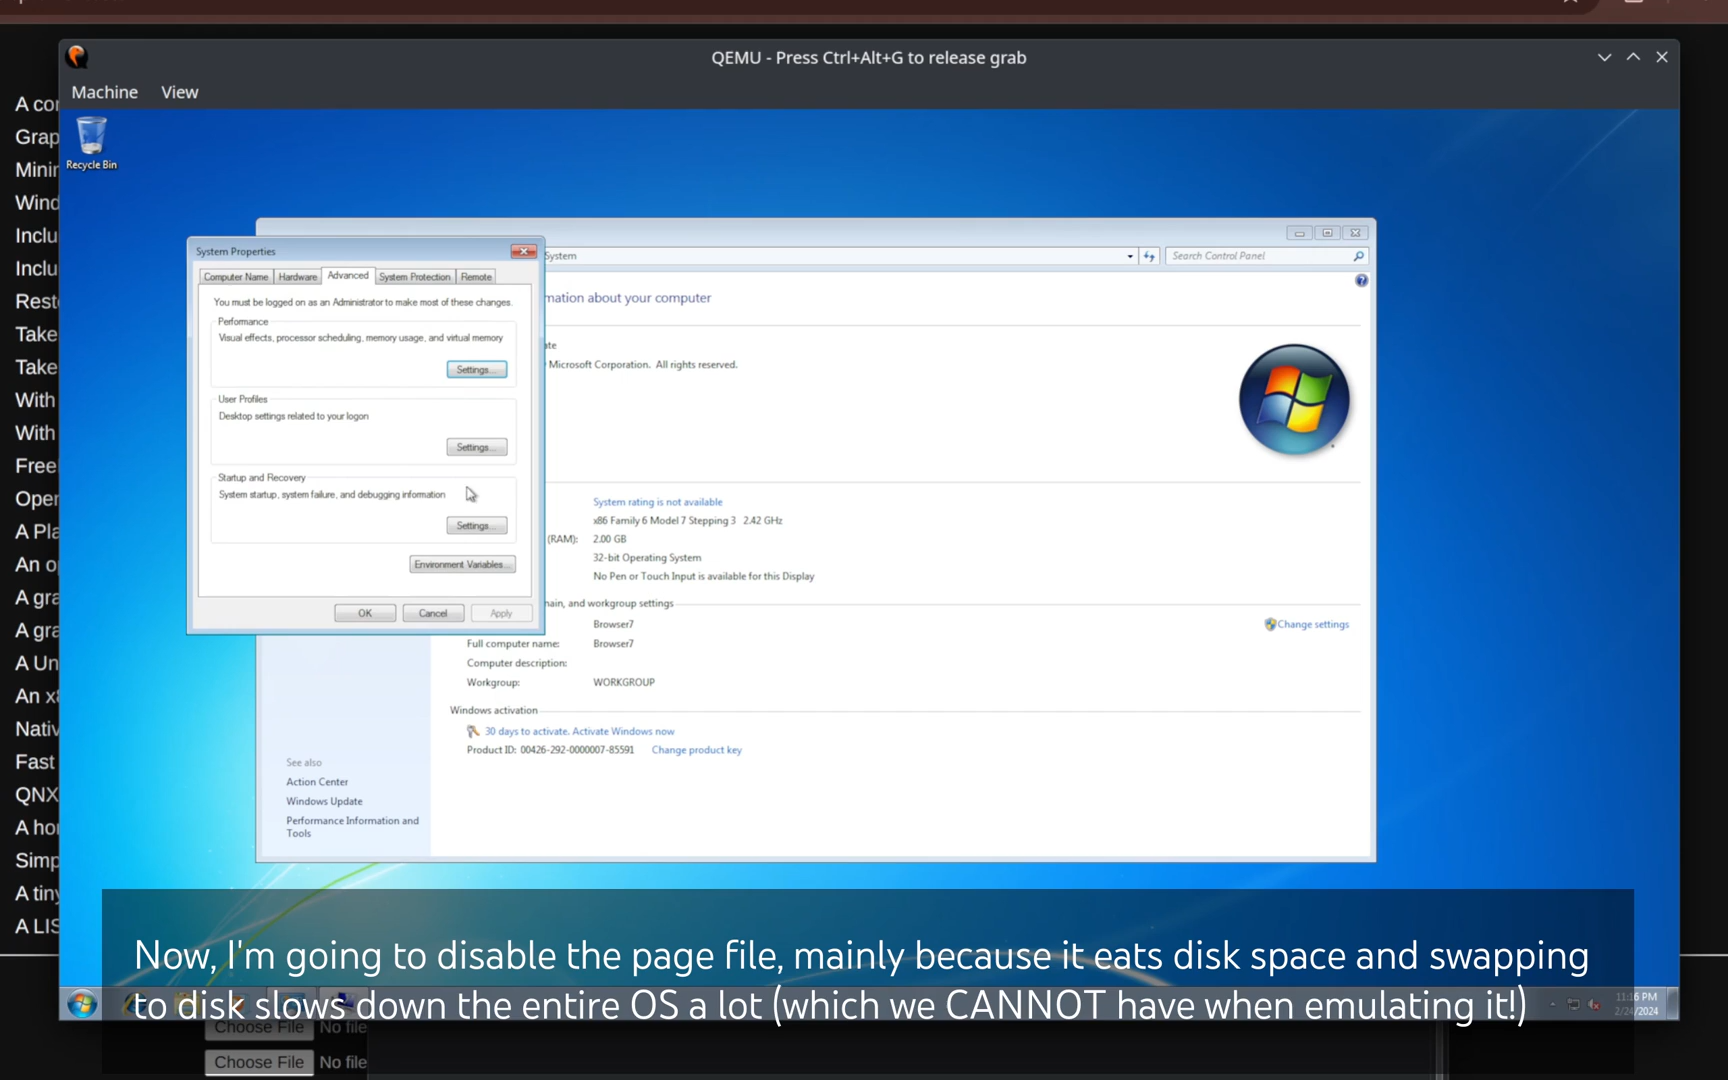 QEMU - Press Ctrl+Alt+G to release grab
Machine View
Recycle Bin
A cor
Grap
Minir
Wind
Inclu
Inclu
Rest
Take
Take
With
With
Free
Oper
A Pla
An o
A gra
A gra
A Un
An x8
Nativ
Fast
QNX
A hor
Simp
A tiny
A LIS
System Properties
Computer Name Hardware Advanced System Protection Remote
You must be logged on as an Administrator to make most of these changes.
Performance
Visual effects, processor scheduling, memory usage, and virtual memory
Settings...
User Profiles
Desktop settings related to your logon
Settings...
Startup and Recovery
System startup, system failure, and debugging information
Settings...
Environment Variables...
OK Cancel Apply
System
Search Control Panel
mation about your computer
ate
Microsoft Corporation. All rights reserved.
System rating is not available
x86 Family 6 Model 7 Stepping 3 2.42 GHz
(RAM): 2.00 GB
32-bit Operating System
No Pen or Touch Input is available for this Display
main, and workgroup settings
Browser7
Change settings
Full computer name: Browser7
Computer description:
Workgroup: WORKGROUP
Windows activation
30 days to activate. Activate Windows now
Product ID: 00426-292-0000007-85591 Change product key
See also
Action Center
Windows Update
Performance Information and
Tools
Now, I'm going to disable the page file, mainly because it eats disk space and swapping
to disk slows down the entire OS a lot (which we CANNOT have when emulating it!)
11:16 PM
2/24/2024
Choose File No file
Choose File No file